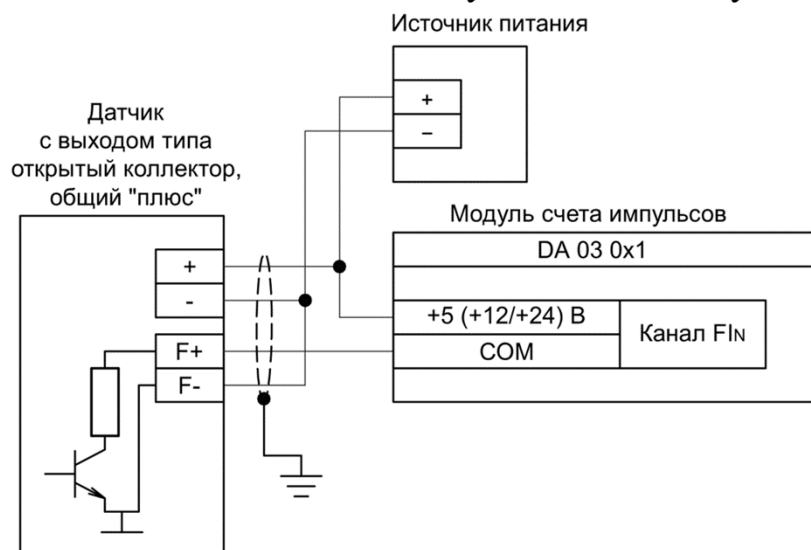 Источник питания
+
–
Датчик
с выходом типа
открытый коллектор,
общий "плюс"
Модуль счета импульсов
DA 03 0x1
+
-
+5 (+12/+24) В
Канал FIN
F+
COM
F-